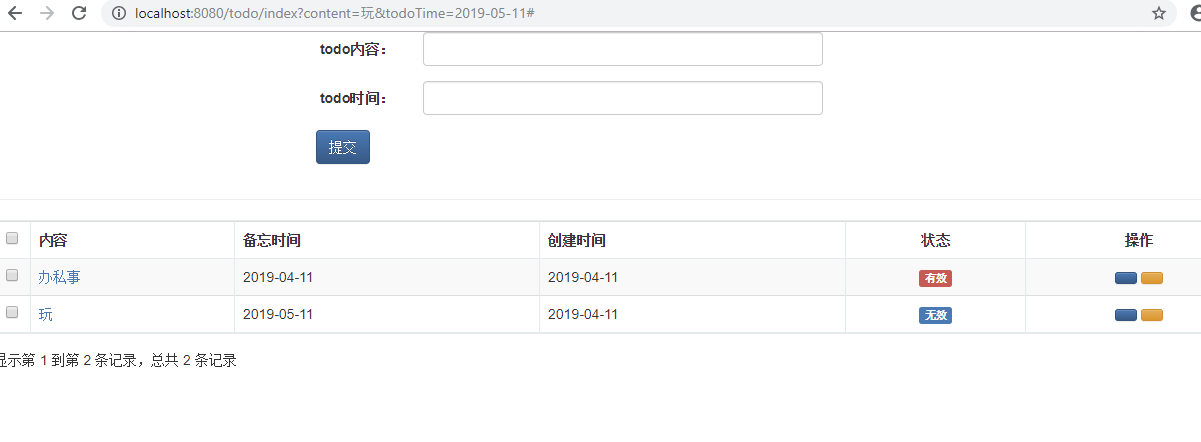 localhost:8080/todo/index?content=玩&todoTime=2019-05-11#
todo内容：
todo时间：
提交
内容 备忘时间 创建时间 状态 操作
办私事 2019-04-11 2019-04-11 有效
玩 2019-05-11 2019-04-11 无效
显示第 1 到第 2 条记录，总共 2 条记录